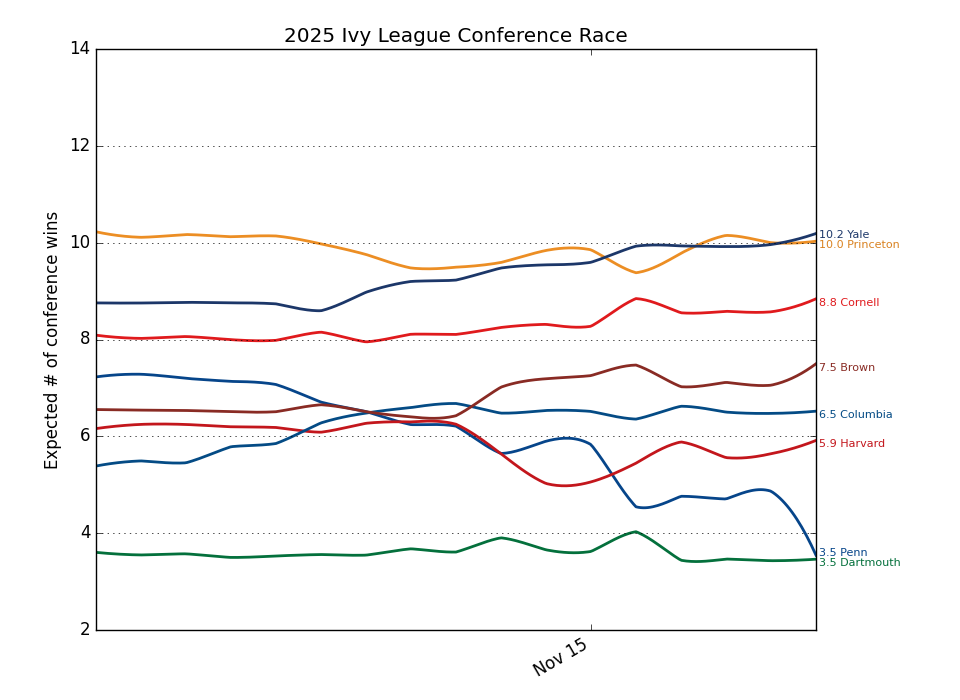 2025 Ivy League Conference Race
Expected # of conference wins
14
12
10
8
6
4
2
Nov 15
10.2 Yale
10.0 Princeton
8.8 Cornell
7.5 Brown
6.5 Columbia
5.9 Harvard
3.5 Penn
3.5 Dartmouth